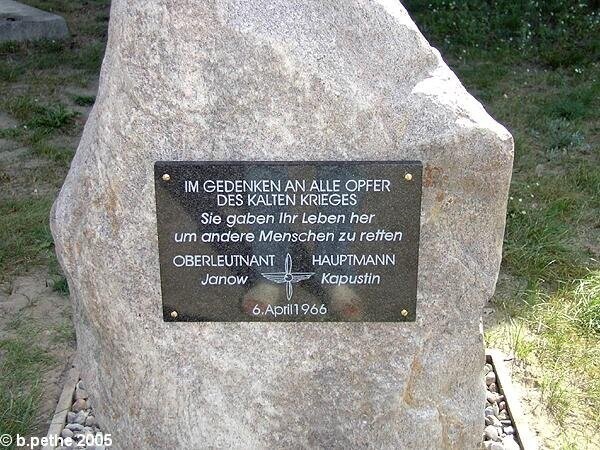 IM GEDENKEN AN ALLE OPFER
DES KALTEN KRIEGES
Sie gaben Ihr Leben her
um andere Menschen zu retten
OBERLEUTNANT HAUPTMANN
Janow Kapustin
6.April1966
© b.pethe 2005